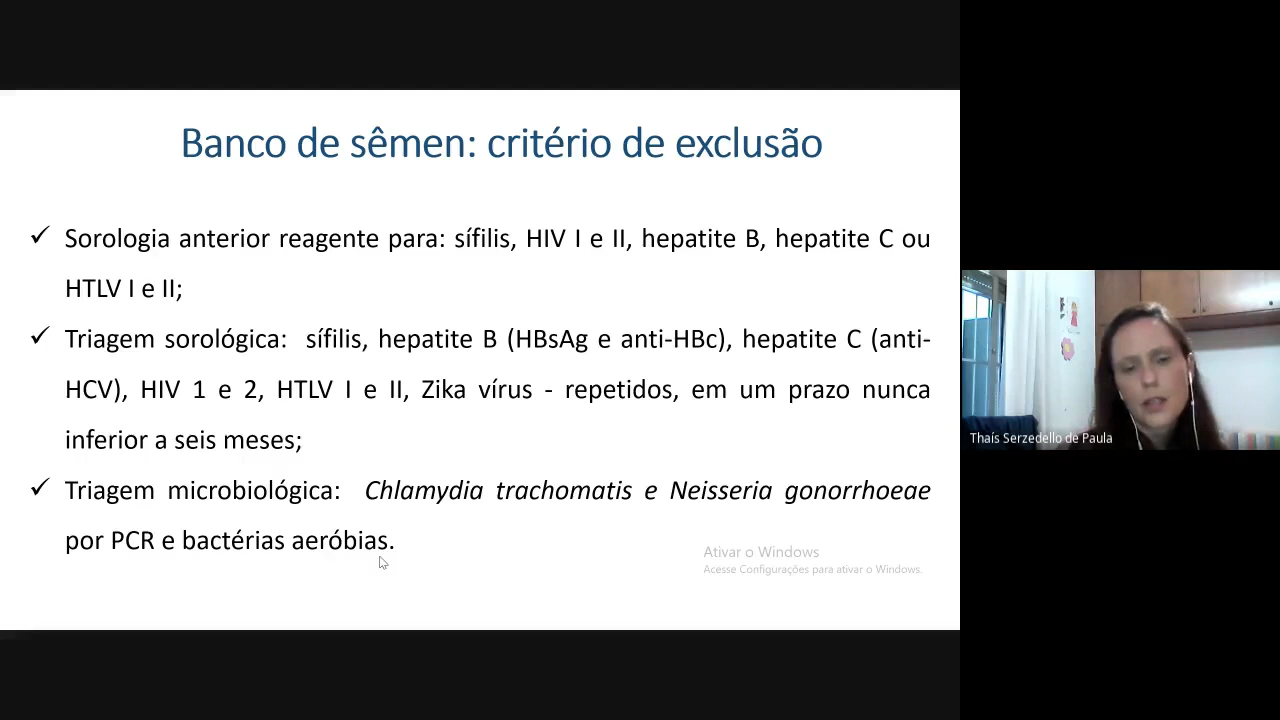 Banco de sêmen: critério de exclusão
✓ Sorologia anterior reagente para: sífilis, HIV I e II, hepatite B, hepatite C ou
HTLV I e II;
✓ Triagem sorológica: sífilis, hepatite B (HBsAg e anti-HBc), hepatite C (anti-
HCV), HIV 1 e 2, HTLV I e II, Zika vírus - repetidos, em um prazo nunca
inferior a seis meses;
✓ Triagem microbiológica: Chlamydia trachomatis e Neisseria gonorrhoeae
por PCR e bactérias aeróbias.
Ativar o Windows
Acesse Configurações para ativar o Windows.
Thaís Serzedello de Paula